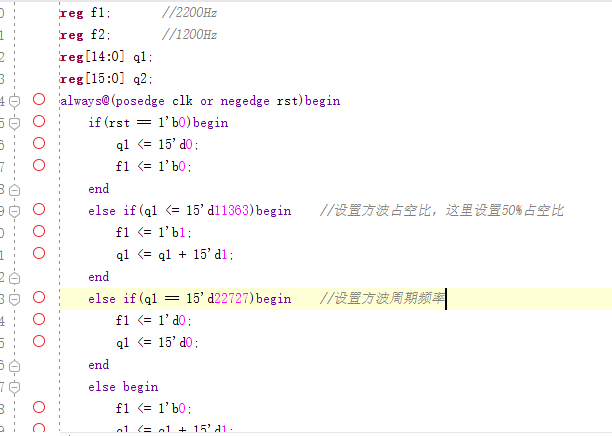 0 reg f1;      //2200Hz
1 reg f2;      //1200Hz
2 reg[14:0] q1;
3 reg[15:0] q2;
4 always@(posedge clk or negedge rst)begin
5     if(rst == 1'b0)begin
6         q1 <= 15'd0;
7         f1 <= 1'b0;
8     end
9     else if(q1 <= 15'd11363)begin    //设置方波占空比，这里设置50%占空比
0         f1 <= 1'b1;
1         q1 <= q1 + 15'd1;
2     end
3     else if(q1 == 15'd22727)begin    //设置方波周期频率
4         f1 <= 1'd0;
5         q1 <= 15'd0;
6     end
7     else begin
8         f1 <= 1'b0;
9         q1 <= q1 + 15'd1;